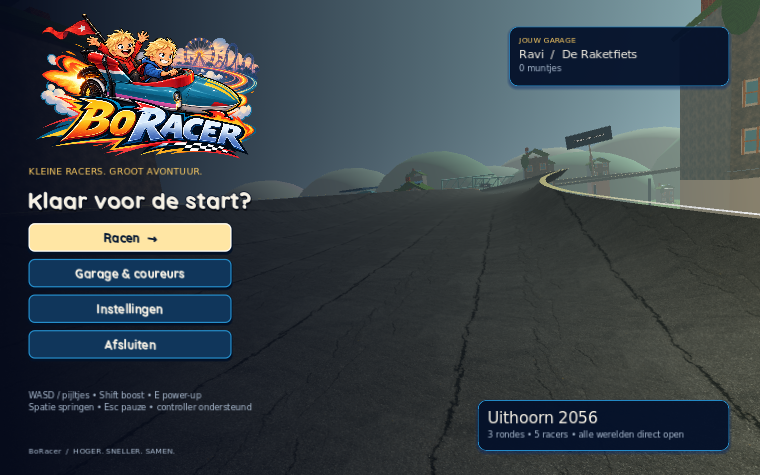 BORACER
JOUW GARAGE
Ravi / De Raketfiets
0 muntjes
KLEINE RACERS. GROOT AVONTUUR.
Klaar voor de start?
Racen →
Garage & coureurs
Instellingen
Afsluiten
WASD / pijltjes • Shift boost • E power-up
Spatie springen • Esc pauze • controller ondersteund
Uithoorn 2056
3 rondes • 5 racers • alle werelden direct open
BoRacer / HOGER. SNELLER. SAMEN.